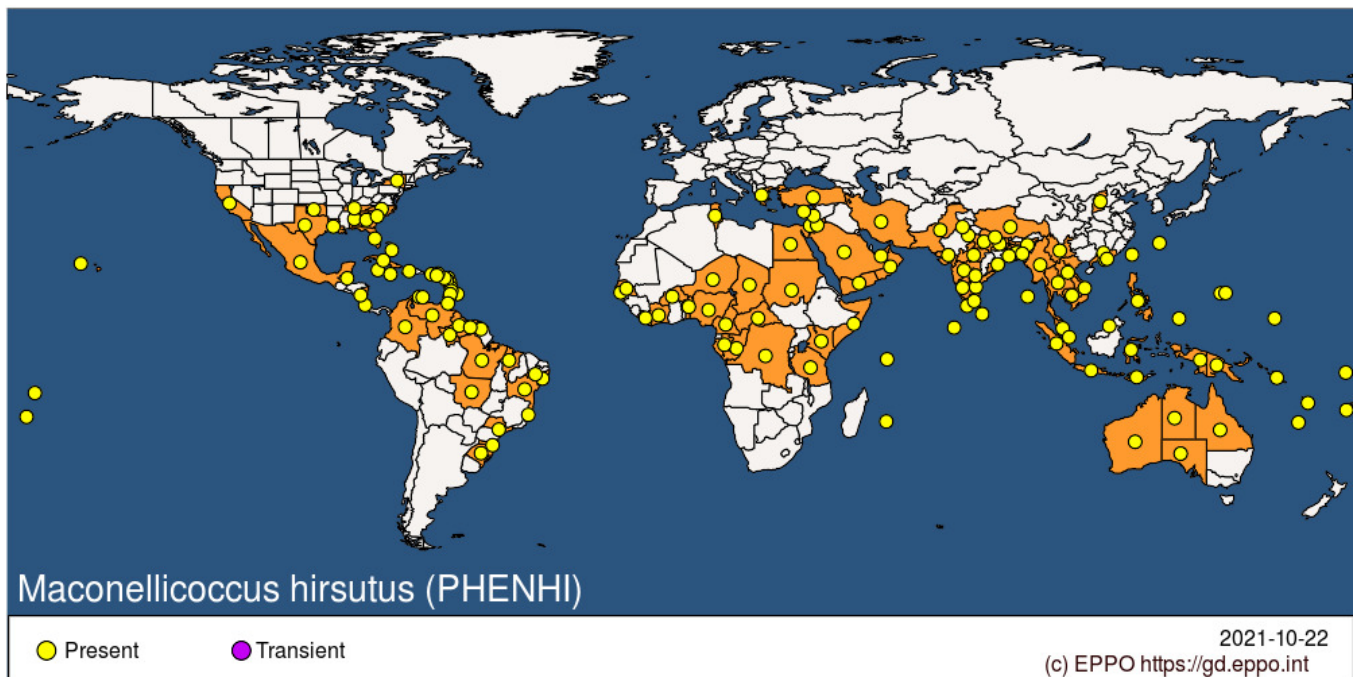 Maconellicoccus hirsutus (PHENHI)
Present
Transient
2021-10-22
(c) EPPO https://gd.eppo.int